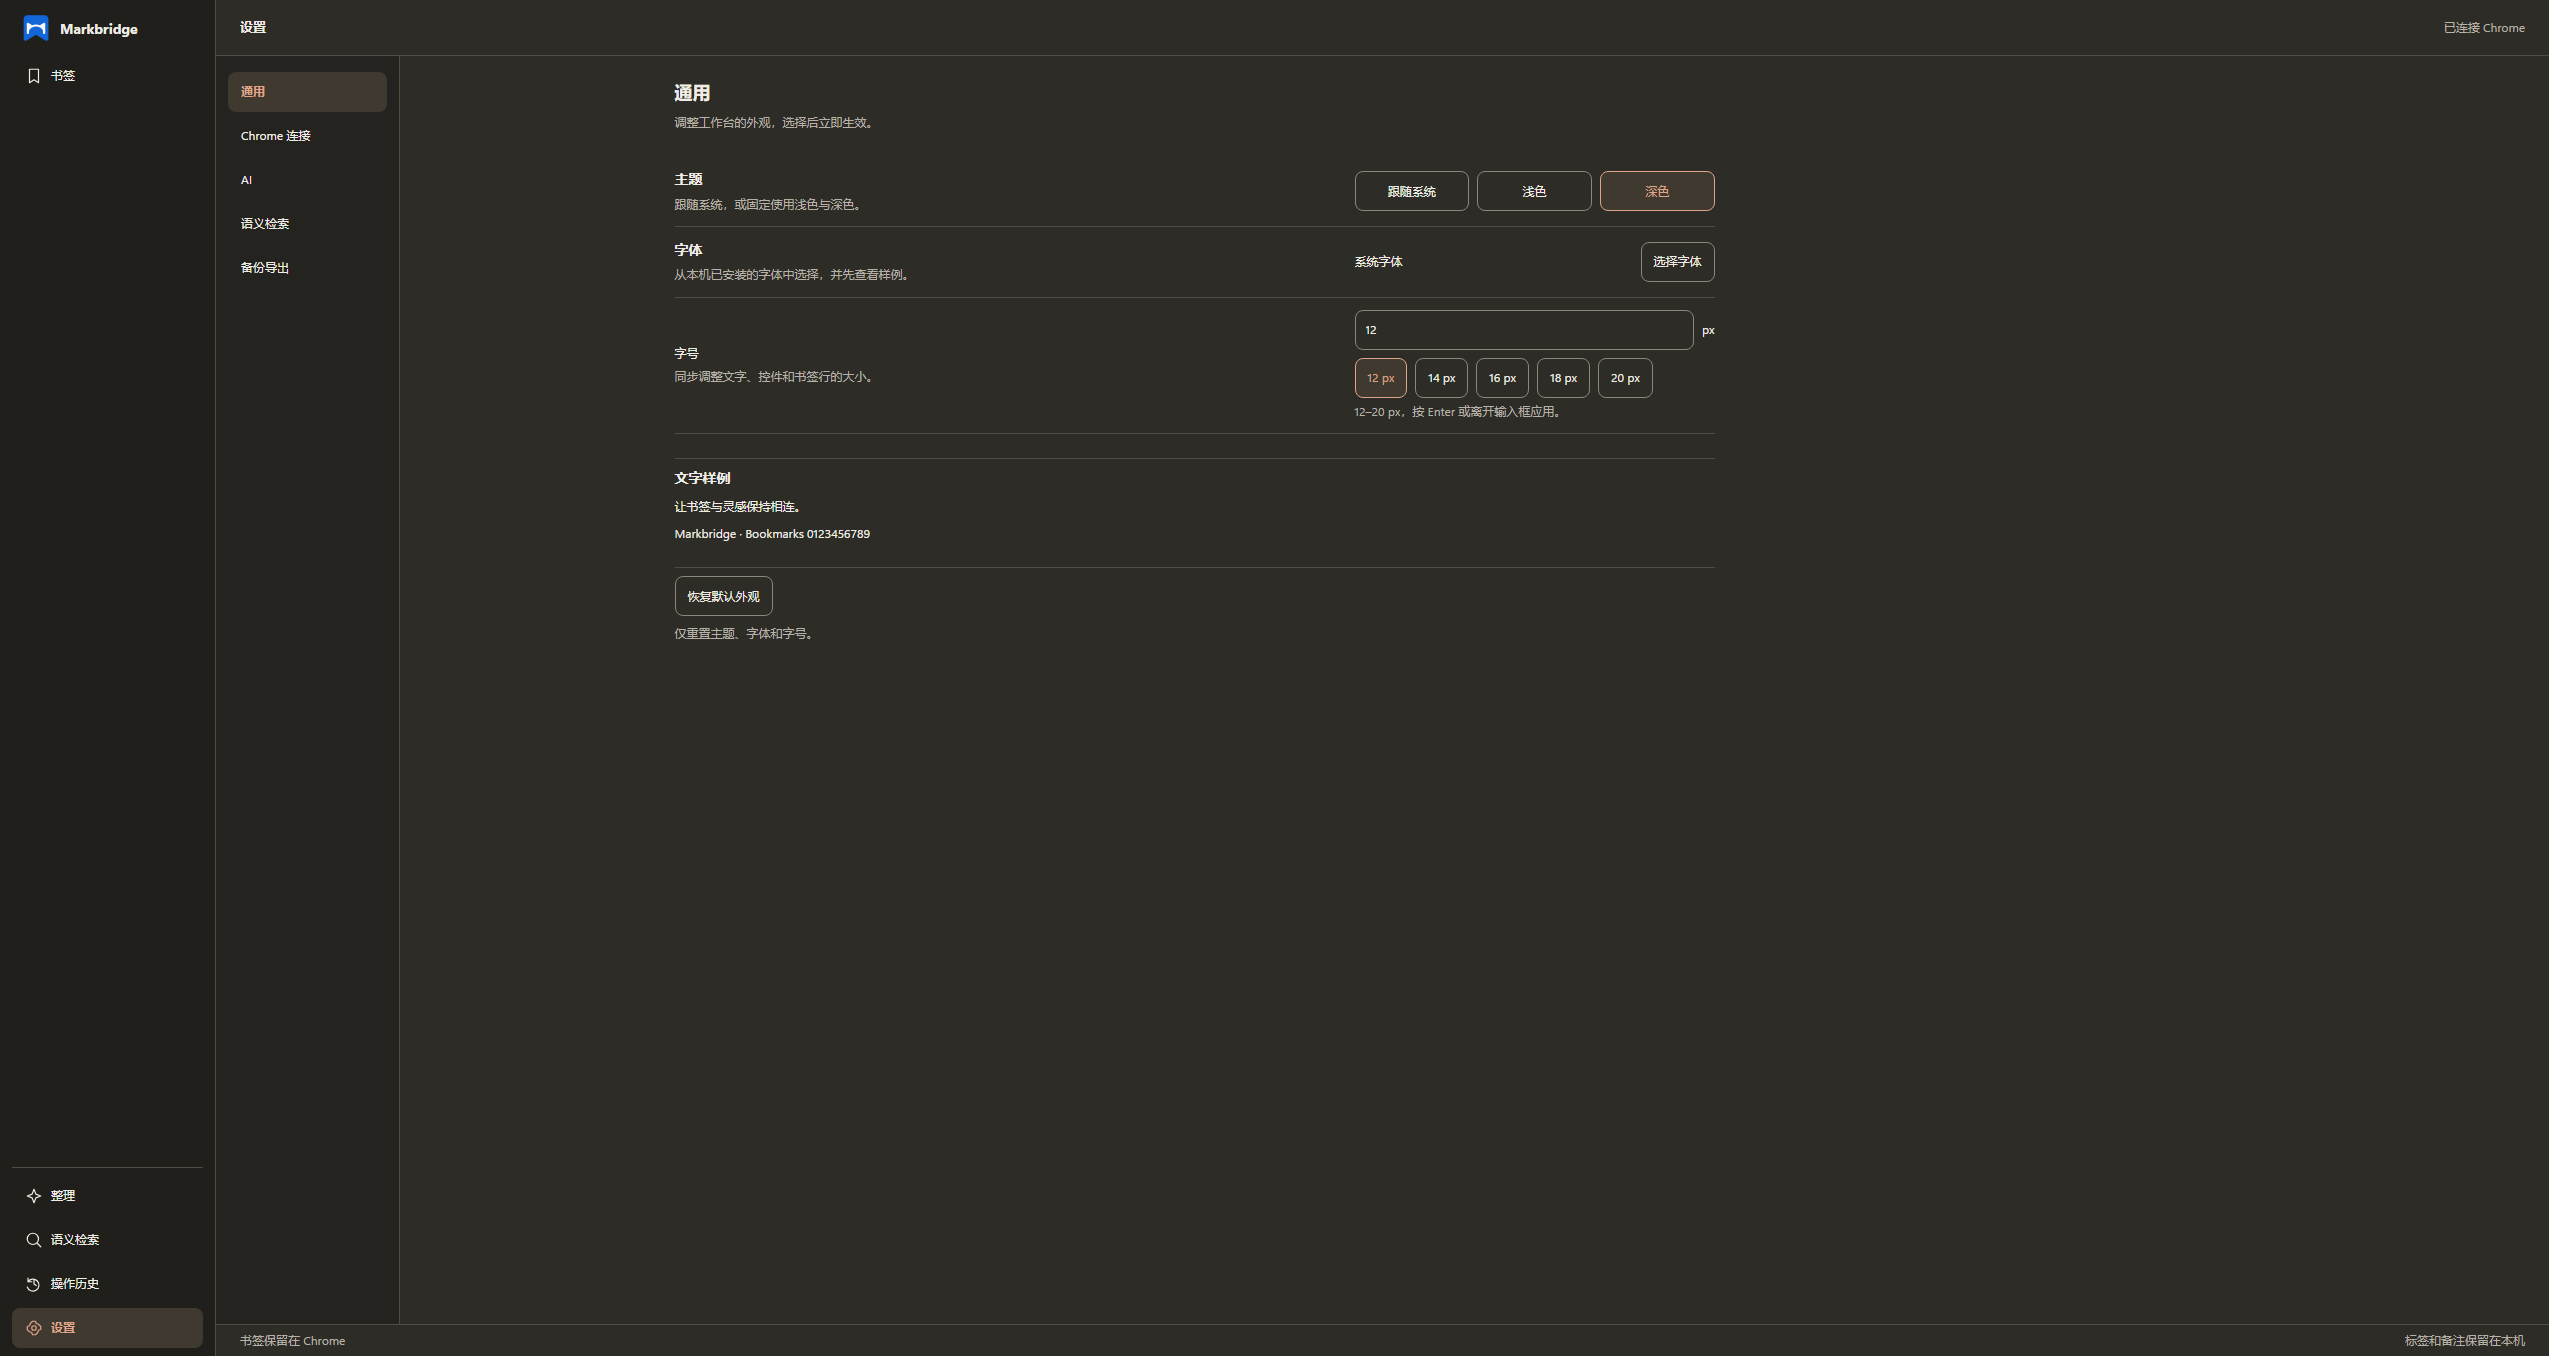 Markbridge
书签
整理
语义检索
操作历史
设置
设置
已连接 Chrome
通用
Chrome 连接
AI
语义检索
备份导出
通用
调整工作台的外观，选择后立即生效。
主题
跟随系统，或固定使用浅色与深色。
跟随系统
浅色
深色
字体
从本机已安装的字体中选择，并先查看样例。
系统字体
选择字体
字号
同步调整文字、控件和书签行的大小。
12
px
12 px
14 px
16 px
18 px
20 px
12–20 px，按 Enter 或离开输入框应用。
文字样例
让书签与灵感保持相连。
Markbridge · Bookmarks 0123456789
恢复默认外观
仅重置主题、字体和字号。
书签保留在 Chrome
标签和备注保留在本机